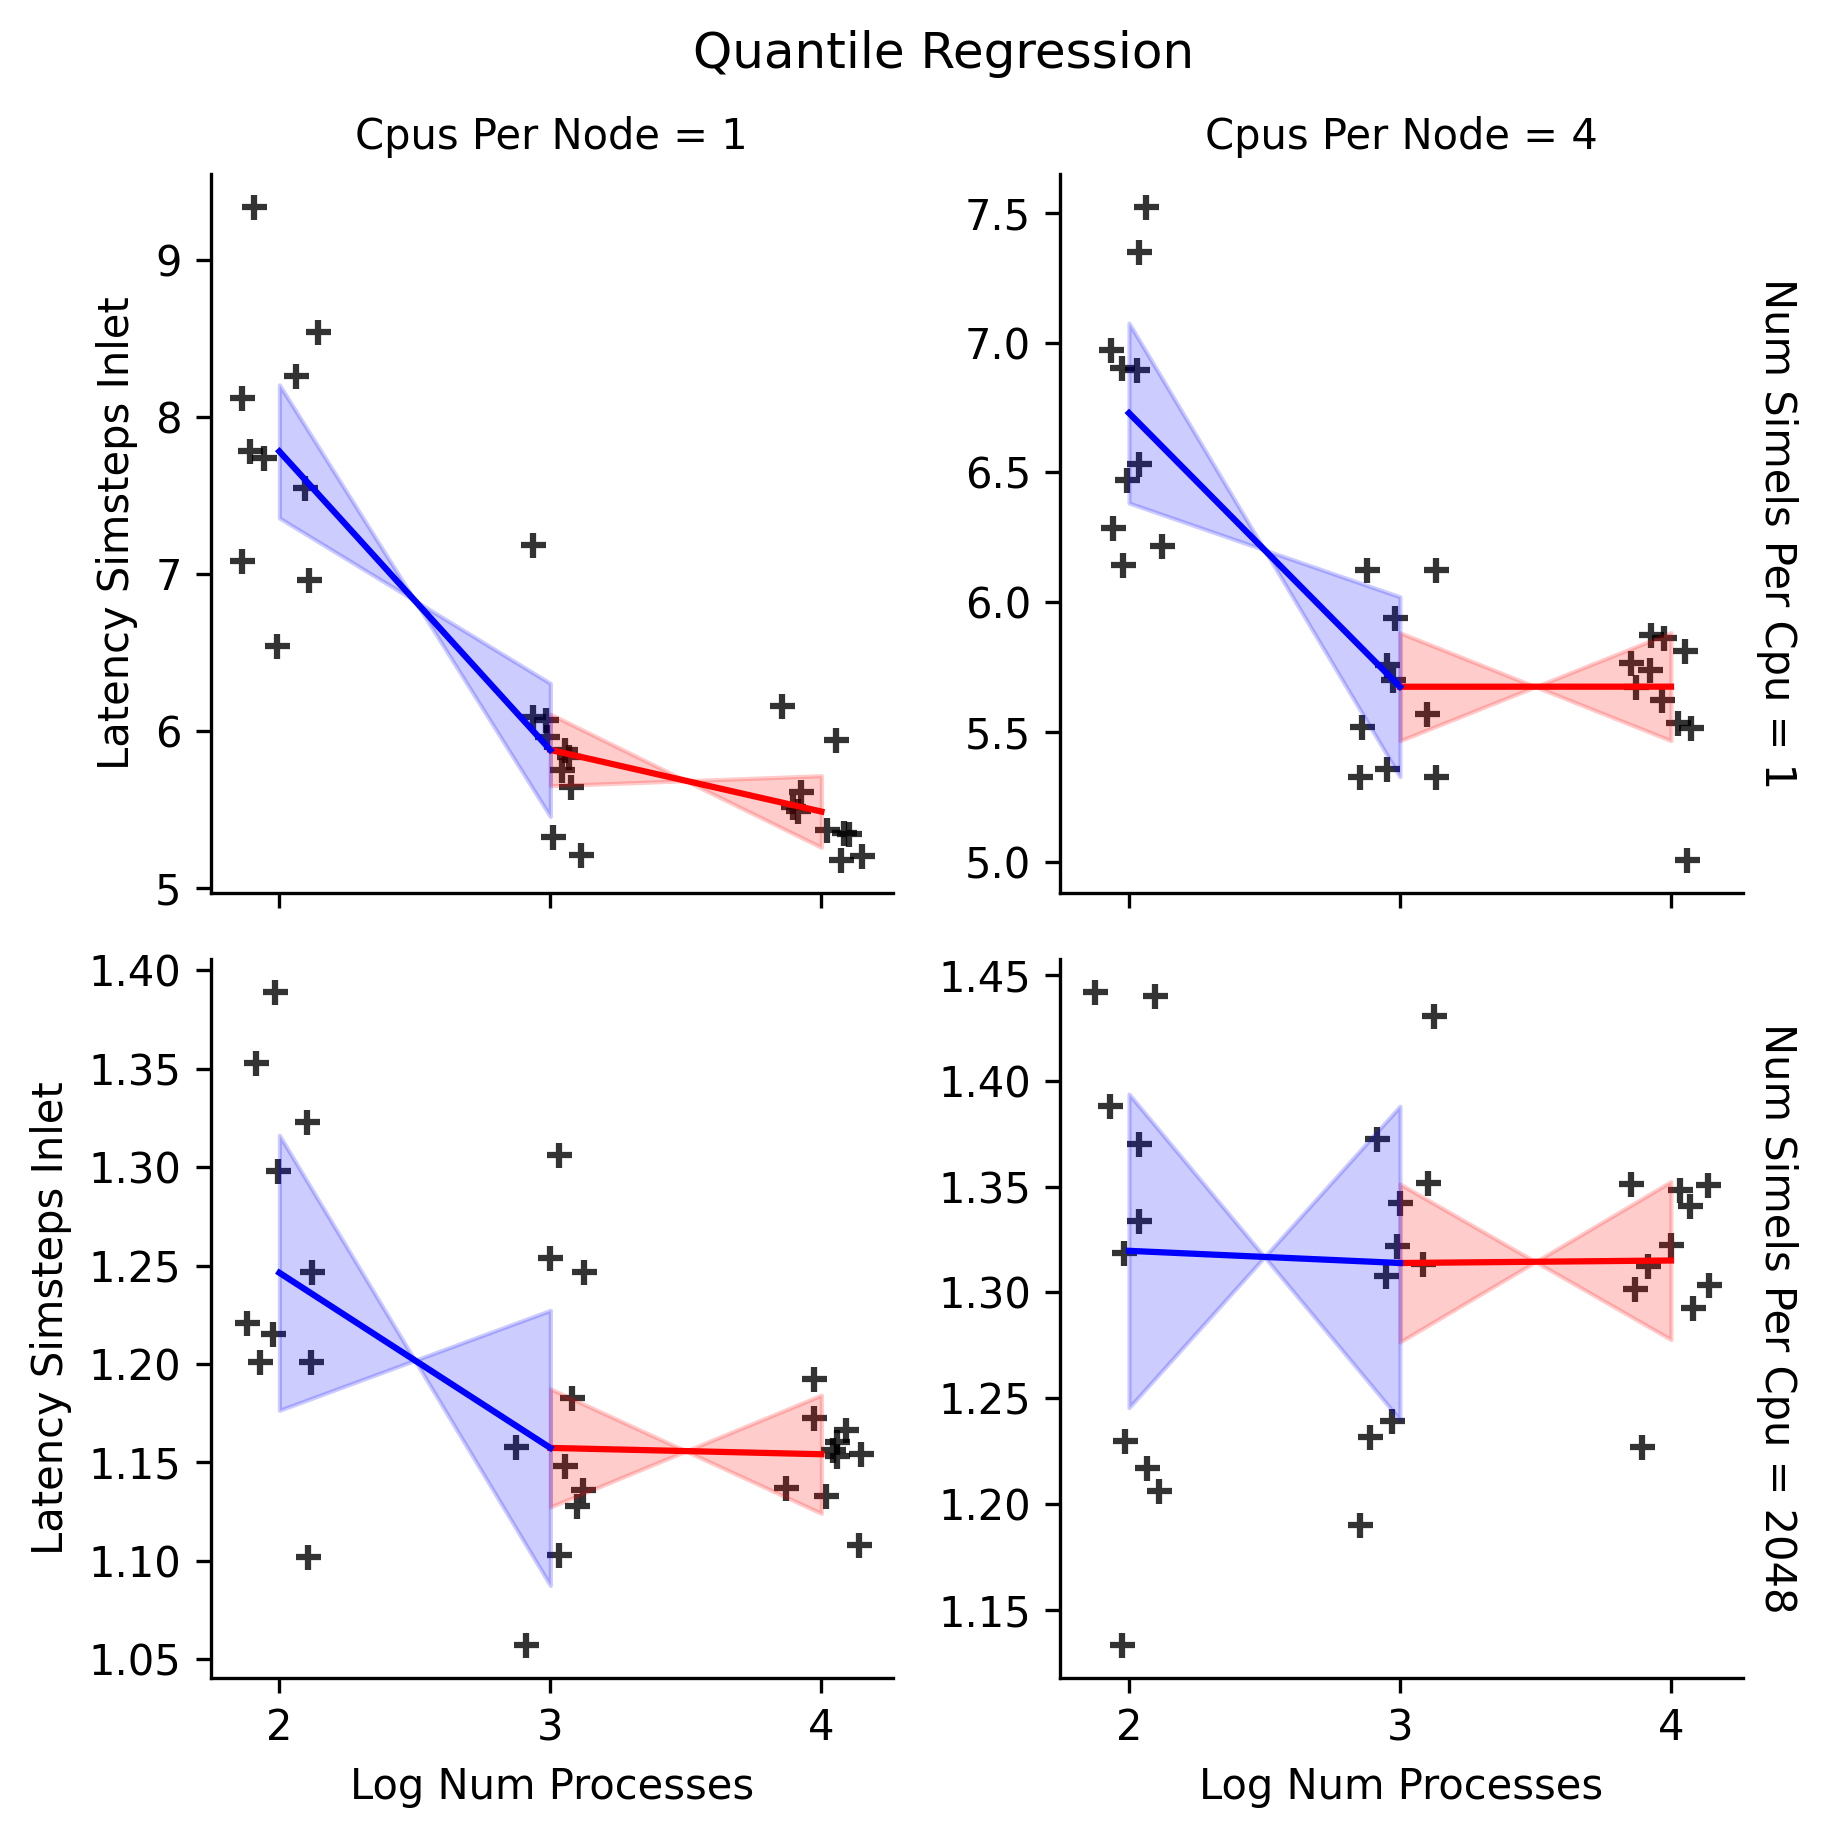 Quantile Regression
Cpus Per Node = 1
Cpus Per Node = 4
Latency Simsteps Inlet
9
8
7
6
5
7.5
7.0
6.5
6.0
5.5
5.0
Num Simels Per Cpu = 1
Latency Simsteps Inlet
1.40
1.35
1.30
1.25
1.20
1.15
1.10
1.05
1.45
1.40
1.35
1.30
1.25
1.20
1.15
Num Simels Per Cpu = 2048
2 3 4
2 3 4
Log Num Processes
Log Num Processes